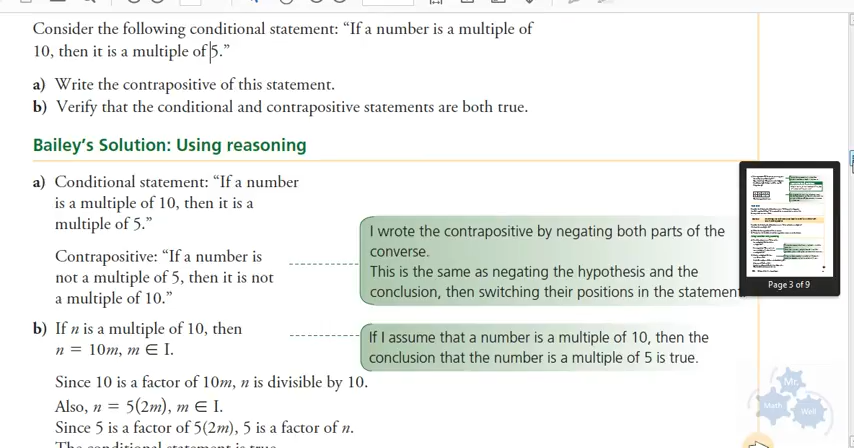 Consider the following conditional statement: “If a number is a multiple of
10, then it is a multiple of 5.”
a) Write the contrapositive of this statement.
b) Verify that the conditional and contrapositive statements are both true.
Bailey’s Solution: Using reasoning
a) Conditional statement: “If a number
is a multiple of 10, then it is a
multiple of 5.”
Contrapositive: “If a number is
not a multiple of 5, then it is not
a multiple of 10.”
I wrote the contrapositive by negating both parts of the
converse.
This is the same as negating the hypothesis and the
conclusion, then switching their positions in the statement.
Page 3 of 9
b) If n is a multiple of 10, then
n = 10m, m ∈ I.
If I assume that a number is a multiple of 10, then the
conclusion that the number is a multiple of 5 is true.
Since 10 is a factor of 10m, n is divisible by 10.
Also, n = 5(2m), m ∈ I.
Since 5 is a factor of 5(2m), 5 is a factor of n.
The conditional statement is true.
Mr.
Math
Wall